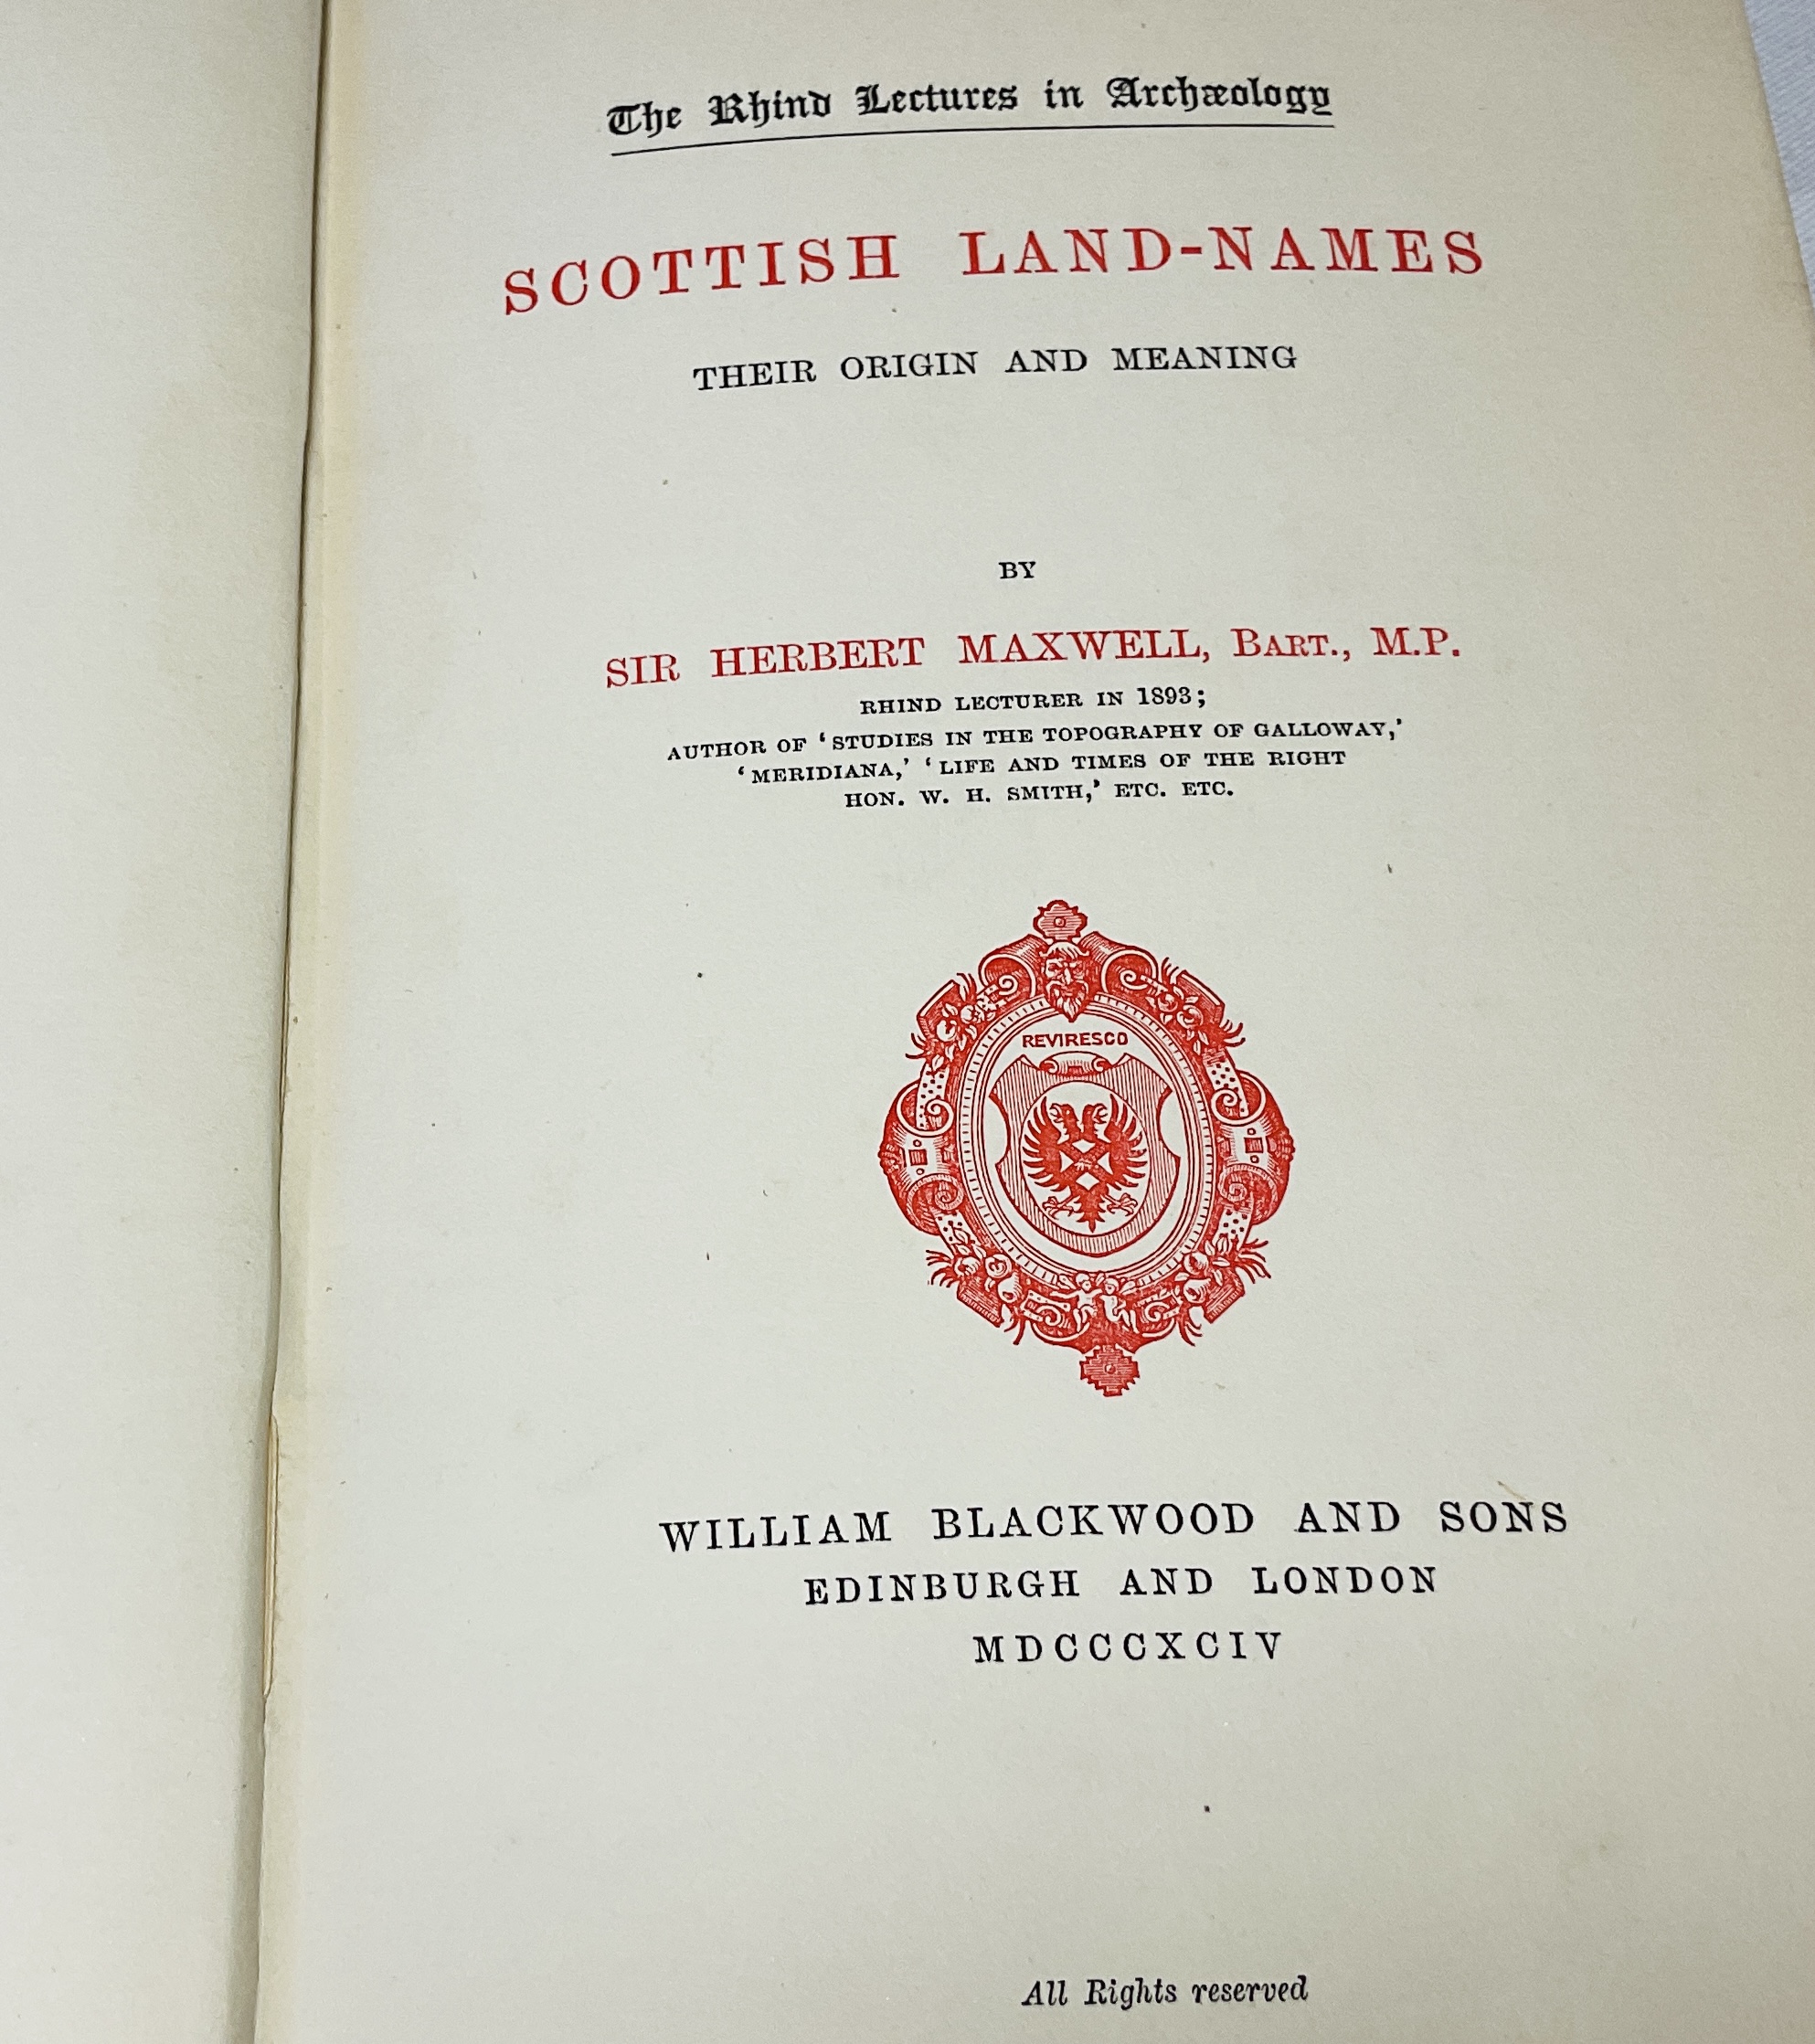 The Rhind Lectures in Archæology
SCOTTISH LAND-NAMES
THEIR ORIGIN AND MEANING
BY
SIR HERBERT MAXWELL, BART., M.P.
RHIND LECTURER IN 1893;
AUTHOR OF ‘STUDIES IN THE TOPOGRAPHY OF GALLOWAY,’
‘MERIDIANA,’ ‘LIFE AND TIMES OF THE RIGHT
HON. W. H. SMITH,’ ETC. ETC.
REVIRESCO
WILLIAM BLACKWOOD AND SONS
EDINBURGH AND LONDON
MDCCCXCIV
All Rights reserved